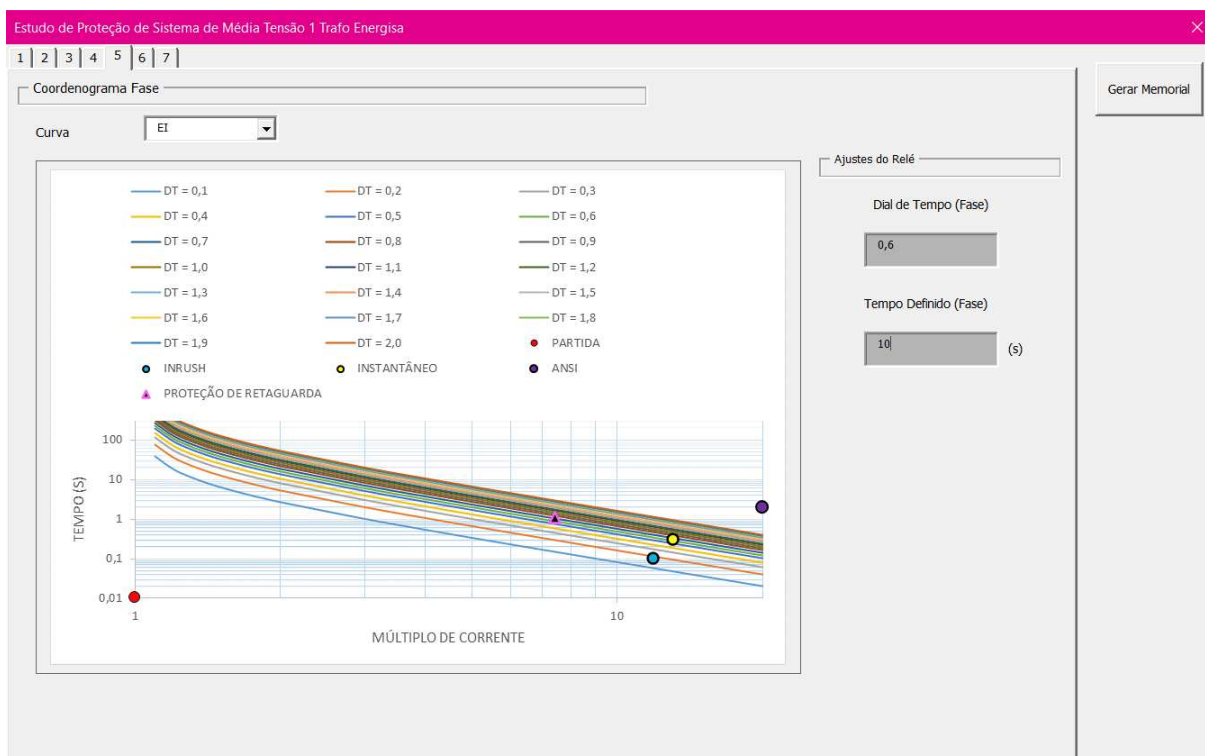 Estudo de Proteção de Sistema de Média Tensão 1 Trafo Energisa
1 2 3 4 5 6 7
Gerar Memorial
Coordenograma Fase
Curva EI
DT = 0,1 DT = 0,2 DT = 0,3
DT = 0,4 DT = 0,5 DT = 0,6
DT = 0,7 DT = 0,8 DT = 0,9
DT = 1,0 DT = 1,1 DT = 1,2
DT = 1,3 DT = 1,4 DT = 1,5
DT = 1,6 DT = 1,7 DT = 1,8
DT = 1,9 DT = 2,0 PARTIDA
INRUSH INSTANTÂNEO ANSI
PROTEÇÃO DE RETAGUARDA
100
10
1
0,1
0,01
TEMPO (S)
1 10
MÚLTIPLO DE CORRENTE
Ajustes do Relé
Dial de Tempo (Fase)
0,6
Tempo Definido (Fase)
10 (s)